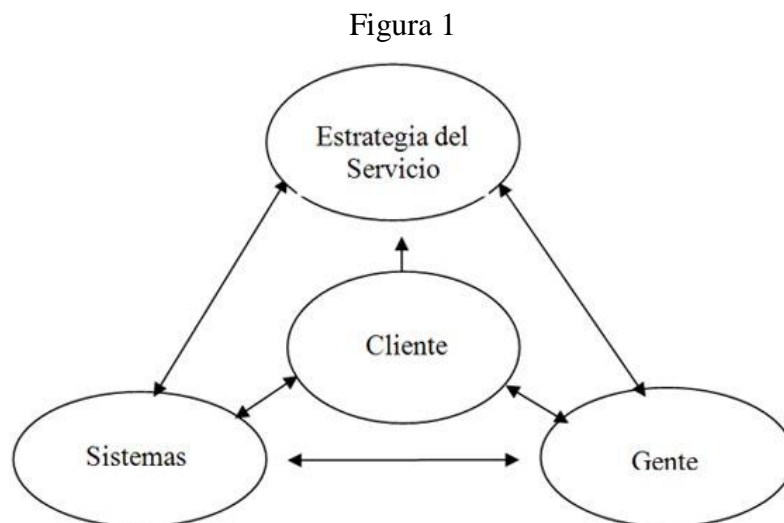 Figura 1
Estrategia del
Servicio
Cliente
Sistemas
Gente